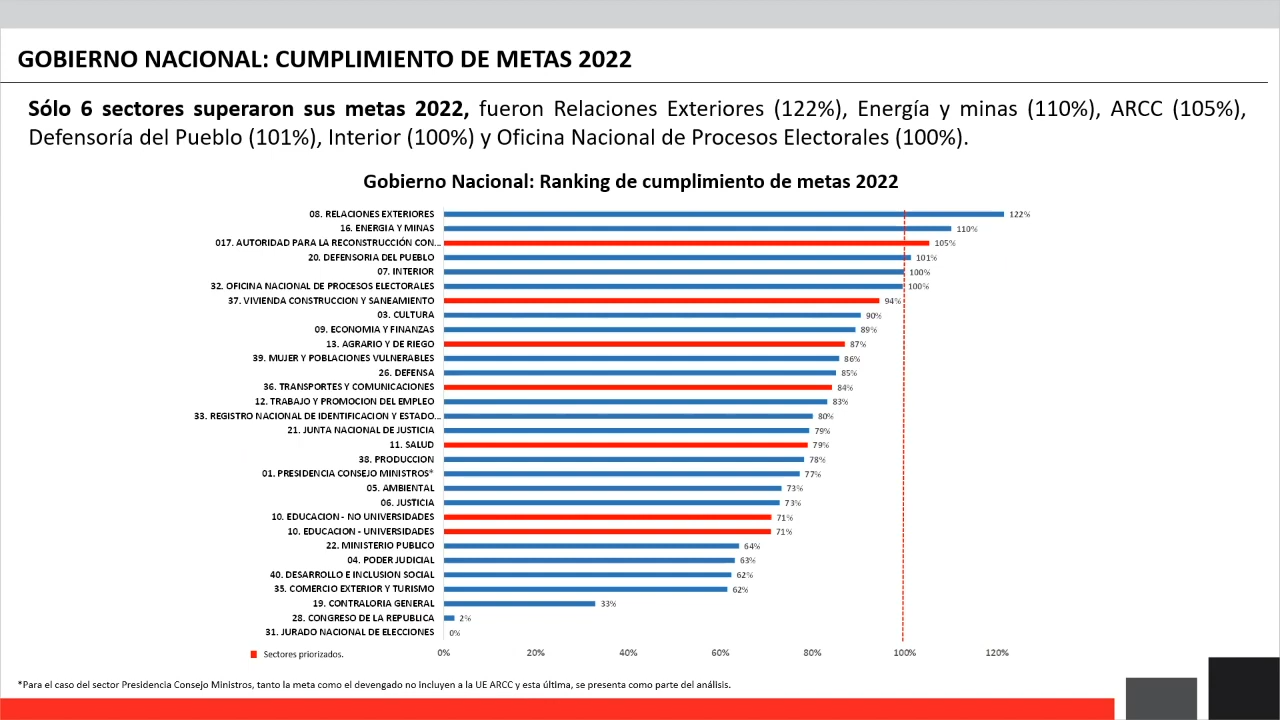 GOBIERNO NACIONAL: CUMPLIMIENTO DE METAS 2022
Sólo 6 sectores superaron sus metas 2022, fueron Relaciones Exteriores (122%), Energía y minas (110%), ARCC (105%),
Defensoría del Pueblo (101%), Interior (100%) y Oficina Nacional de Procesos Electorales (100%).
Gobierno Nacional: Ranking de cumplimiento de metas 2022
08. RELACIONES EXTERIORES 122%
16. ENERGIA Y MINAS 110%
017. AUTORIDAD PARA LA RECONSTRUCCIÓN CON... 105%
20. DEFENSORIA DEL PUEBLO 101%
07. INTERIOR 100%
32. OFICINA NACIONAL DE PROCESOS ELECTORALES 100%
37. VIVIENDA CONSTRUCCION Y SANEAMIENTO 94%
03. CULTURA 90%
09. ECONOMIA Y FINANZAS 89%
13. AGRARIO Y DE RIEGO 87%
39. MUJER Y POBLACIONES VULNERABLES 86%
26. DEFENSA 85%
36. TRANSPORTES Y COMUNICACIONES 84%
12. TRABAJO Y PROMOCION DEL EMPLEO 83%
33. REGISTRO NACIONAL DE IDENTIFICACION Y ESTADO... 80%
21. JUNTA NACIONAL DE JUSTICIA 79%
11. SALUD 79%
38. PRODUCCION 78%
01. PRESIDENCIA CONSEJO MINISTROS* 77%
05. AMBIENTAL 73%
06. JUSTICIA 73%
10. EDUCACION - NO UNIVERSIDADES 71%
10. EDUCACION - UNIVERSIDADES 71%
22. MINISTERIO PUBLICO 64%
04. PODER JUDICIAL 63%
40. DESARROLLO E INCLUSION SOCIAL 62%
35. COMERCIO EXTERIOR Y TURISMO 62%
19. CONTRALORIA GENERAL 33%
28. CONGRESO DE LA REPUBLICA 2%
31. JURADO NACIONAL DE ELECCIONES 0%
Sectores priorizados. 0% 20% 40% 60% 80% 100% 120%
*Para el caso del sector Presidencia Consejo Ministros, tanto la meta como el devengado no incluyen a la UE ARCC y esta última, se presenta como parte del análisis.